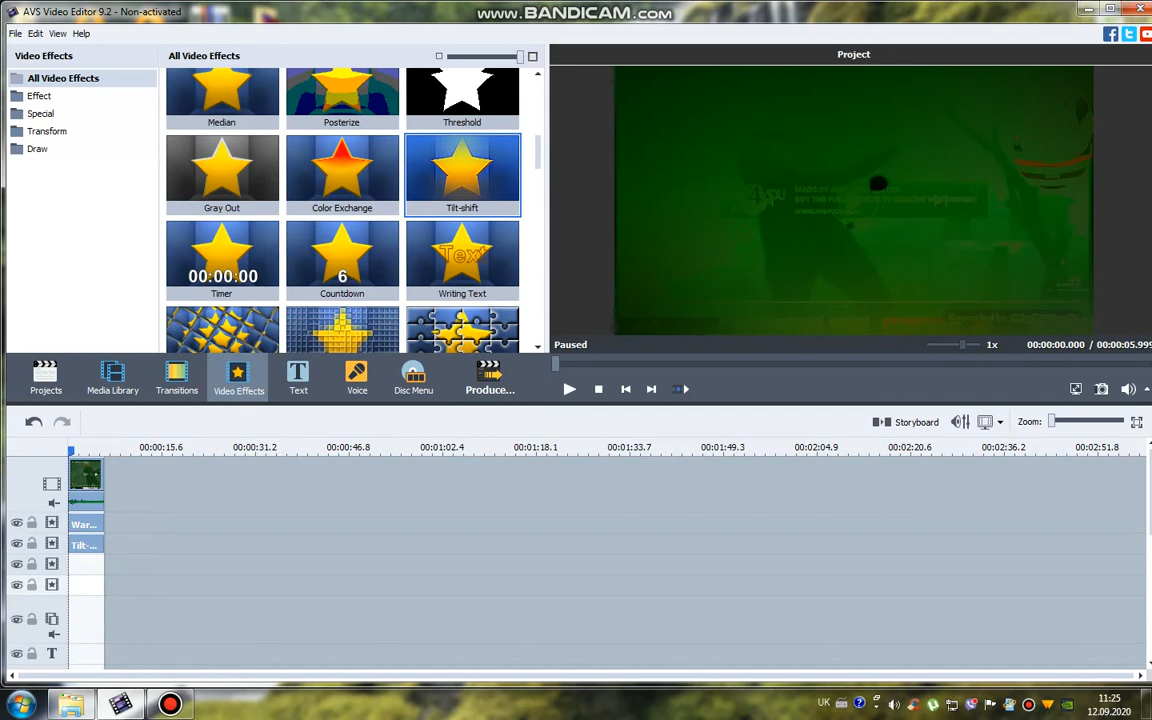 AVS Video Editor 9.2 - Non-activated
www.BANDICAM.com
File Edit View Help
Video Effects
All Video Effects
Project
All Video Effects
Effect
Special
Transform
Draw
Median
Posterize
Threshold
Gray Out
Color Exchange
Tilt-shift
00:00:00
6
Text
Timer
Countdown
Writing Text
Paused
1x
00:00:00.000 / 00:00:05.999
Projects
Media Library
Transitions
Video Effects
Text
Voice
Disc Menu
Produce...
Storyboard
Zoom:
00:00:15.6 00:00:31.2 00:00:46.8 00:01:02.4 00:01:18.1 00:01:33.7 00:01:49.3 00:02:04.9 00:02:20.6 00:02:36.2 00:02:51.8
War...
Tilt-...
T
UK
11:25
12.09.2020